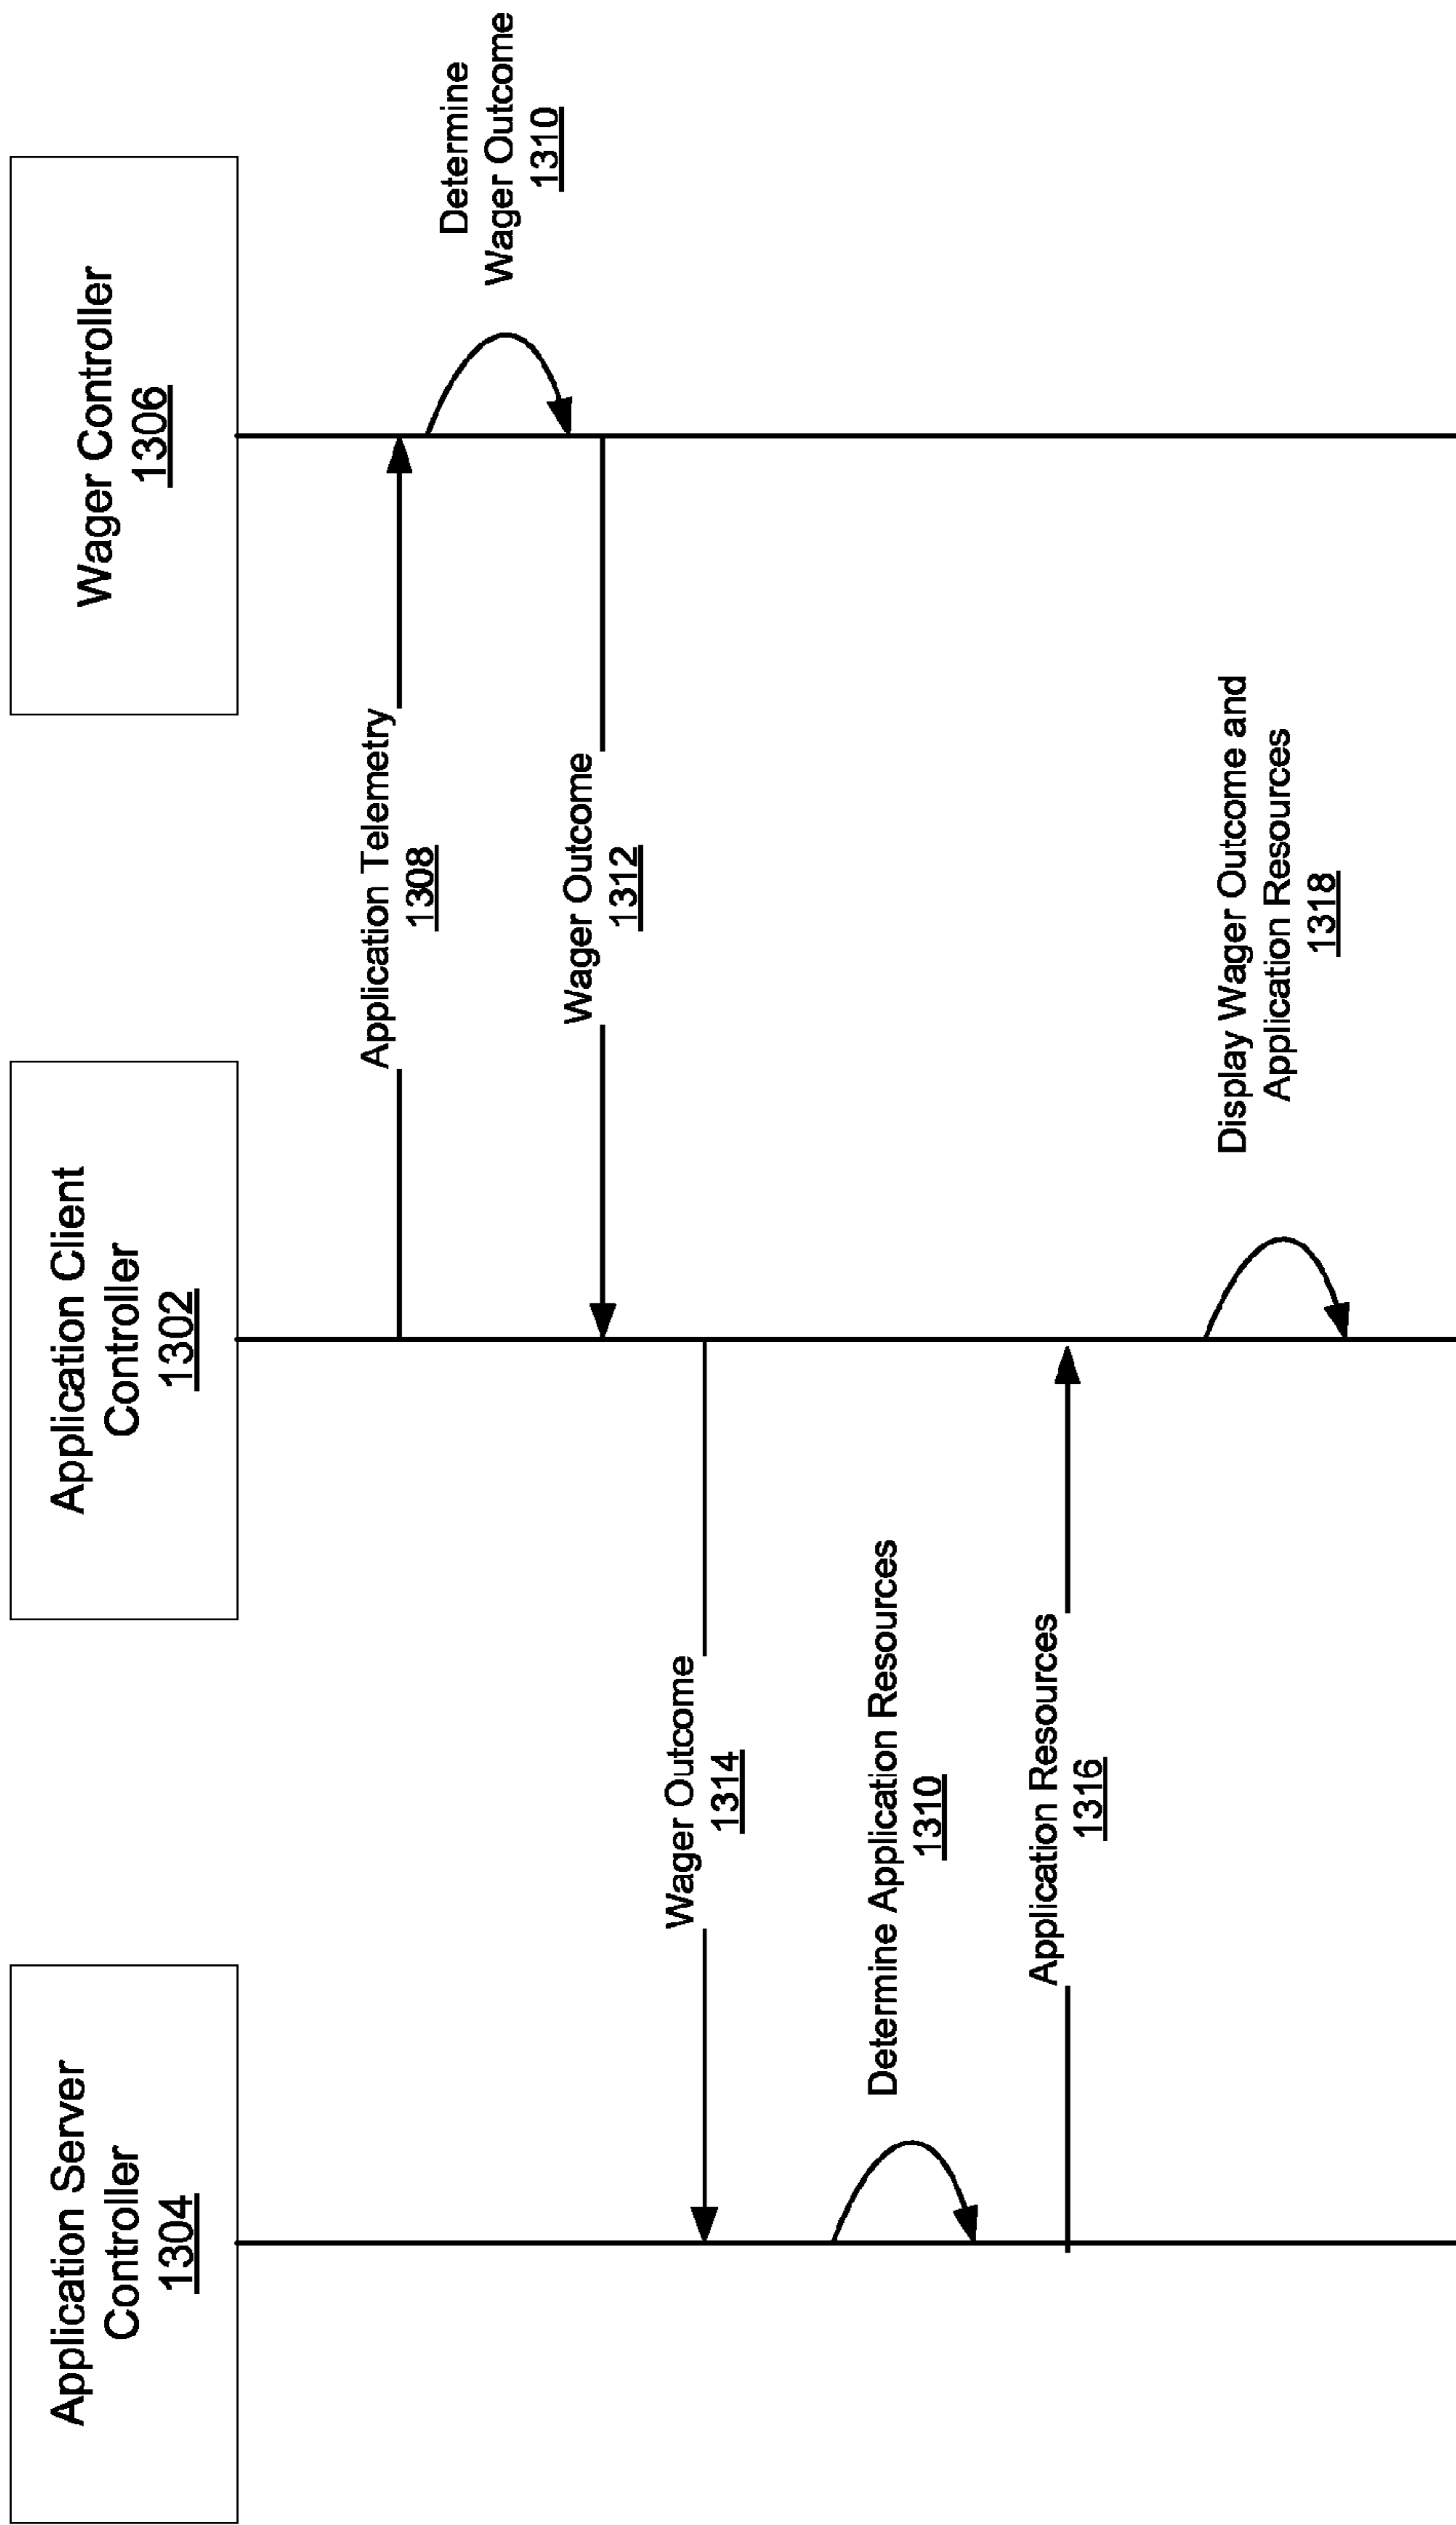 Application Server
Controller
1304
Application Client
Controller
1302
Wager Controller
1306
Application Telemetry
1308
Determine
Wager Outcome
1310
Wager Outcome
1312
Wager Outcome
1314
Determine Application Resources
1310
Application Resources
1316
Display Wager Outcome and
Application Resources
1318